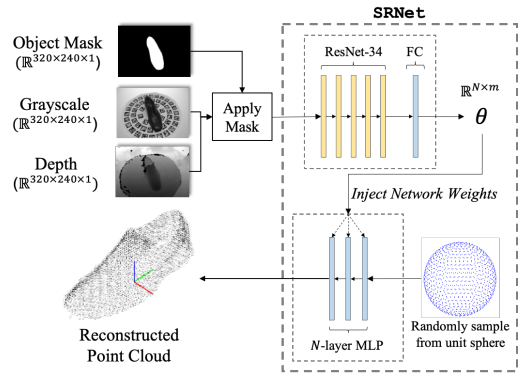 SRNet
Object Mask
(ℝ^{320×240×1})
Grayscale
(ℝ^{320×240×1})
Depth
(ℝ^{320×240×1})
Apply
Mask
ResNet-34
FC
ℝ^{N×m}
θ
Inject Network Weights
N-layer MLP
Randomly sample
from unit sphere
Reconstructed
Point Cloud